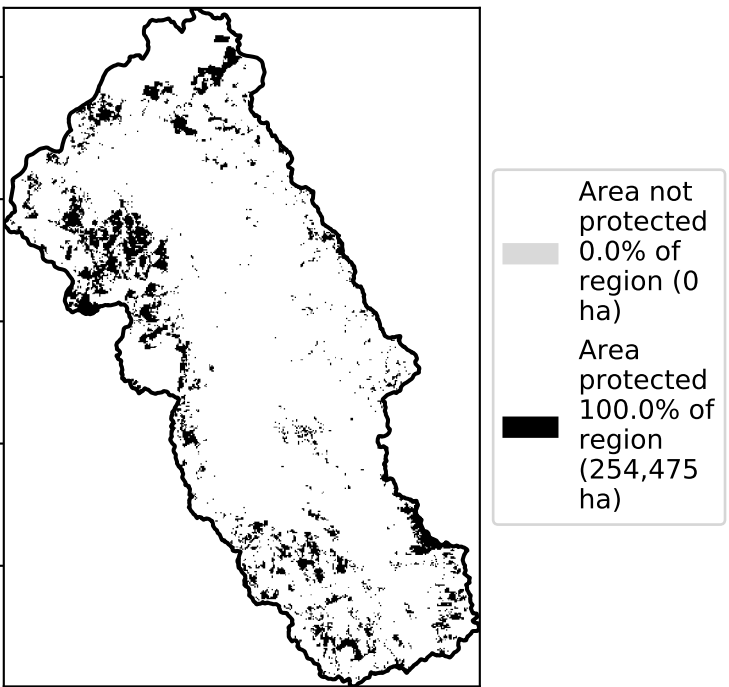 Area not
protected
0.0% of
region (0
ha)
Area
protected
100.0% of
region
(254,475
ha)